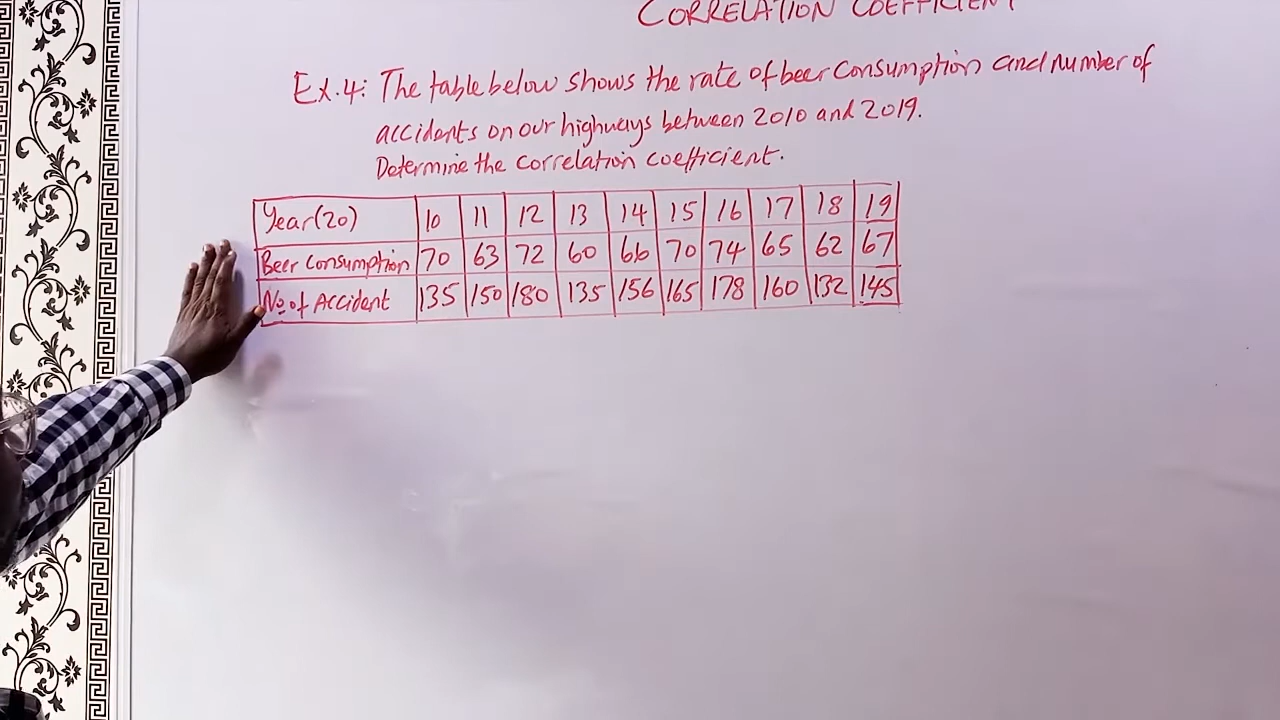 CORRELATION COEFFICIENT
Ex.4: The table below shows the rate of beer consumption and number of
accidents on our highways between 2010 and 2019.
Determine the correlation coefficient.
Year(20) 10 11 12 13 14 15 16 17 18 19
Beer Consumption 70 63 72 60 66 70 74 65 62 67
No of Accident 135 150 180 135 156 165 178 160 132 145